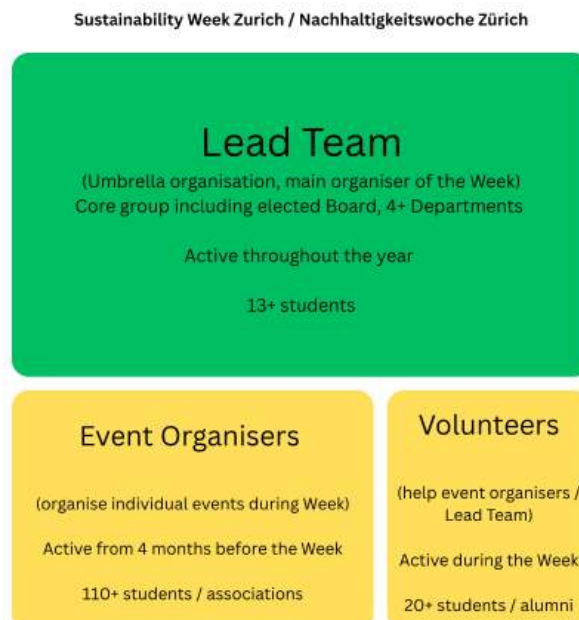 Sustainability Week Zurich / Nachhaltigkeitswoche Zürich
Lead Team
(Umbrella organisation, main organiser of the Week)
Core group including elected Board, 4+ Departments
Active throughout the year
13+ students
Event Organisers
(organise individual events during Week)
Active from 4 months before the Week
110+ students / associations
Volunteers
(help event organisers /
Lead Team)
Active during the Week
20+ students / alumni